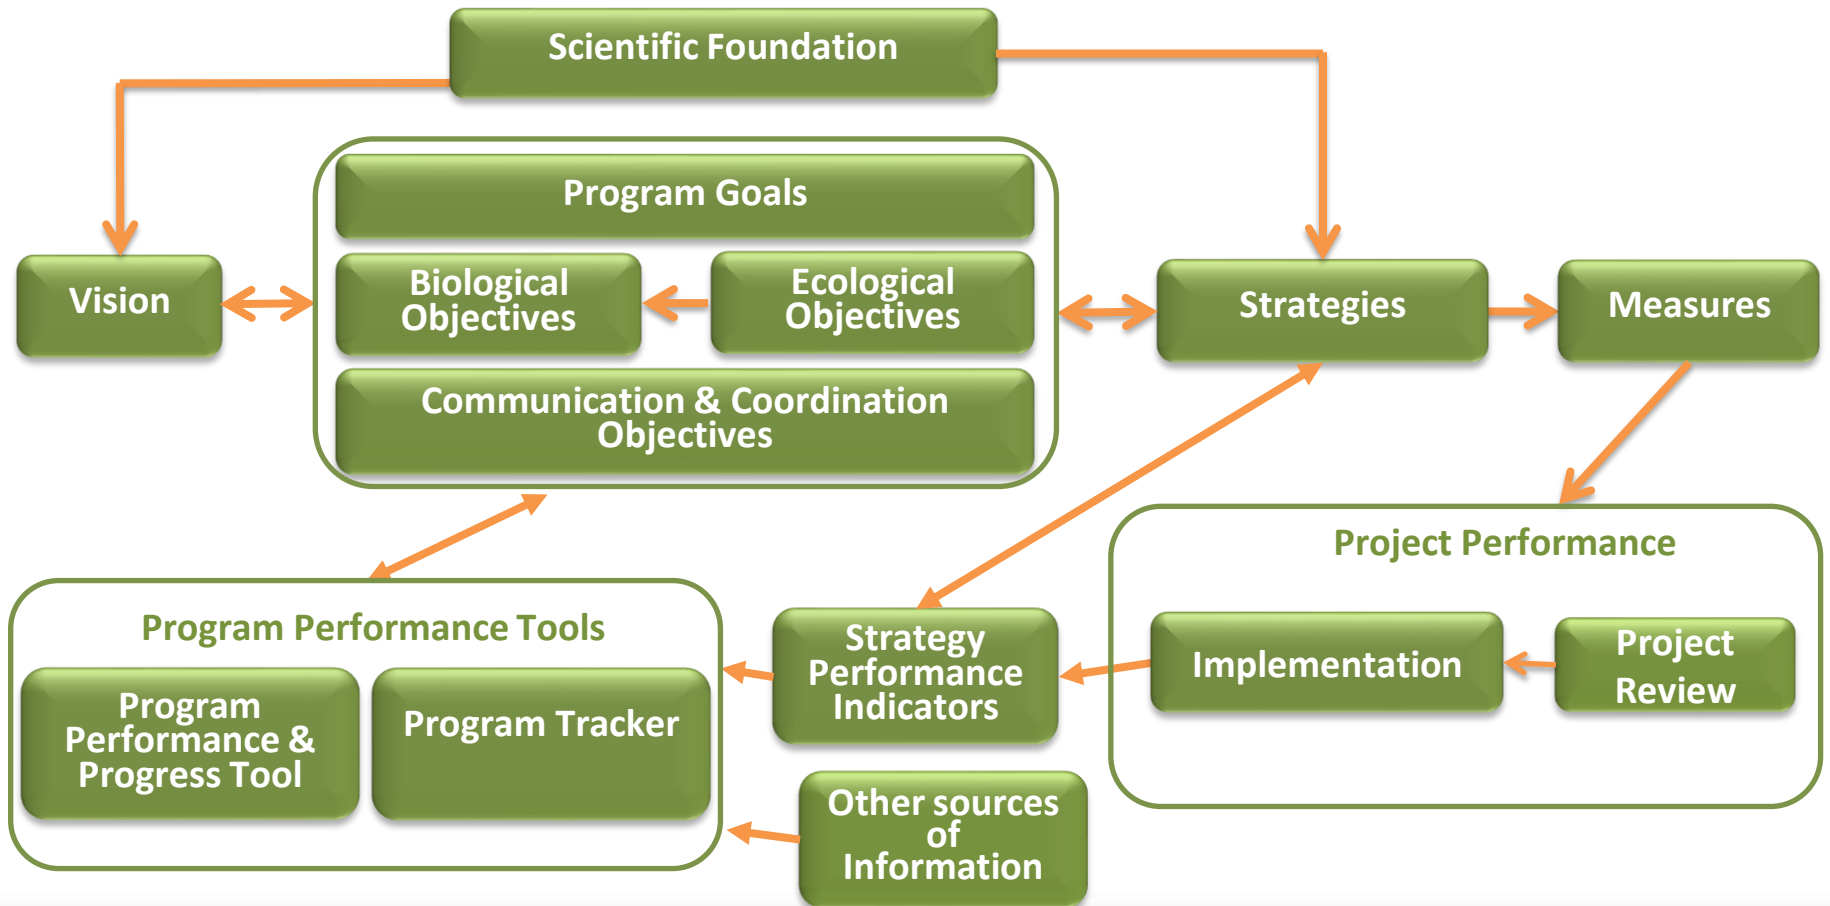 Scientific Foundation
Program Goals
Vision
Biological
Objectives
Ecological
Objectives
Strategies
Measures
Communication & Coordination
Objectives
Project Performance
Program Performance Tools
Strategy
Performance
Indicators
Implementation
Project
Review
Program
Performance &
Progress Tool
Program Tracker
Other sources
of
Information